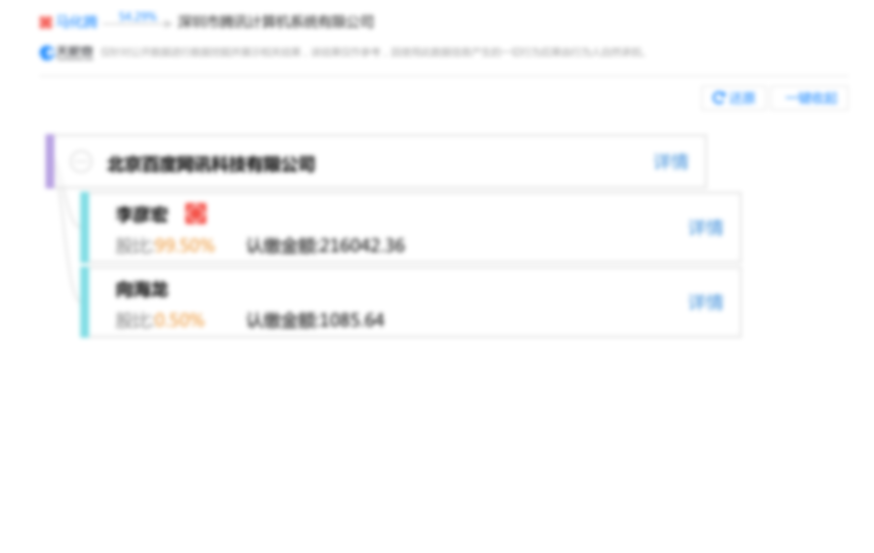 马化腾 54.29% 深圳市腾讯计算机系统有限公司
天眼查
还原 一键收起
北京百度网讯科技有限公司 详情
李彦宏
股比:99.50% 认缴金额:216042.36 详情
向海龙
股比:0.50% 认缴金额:1085.64 详情